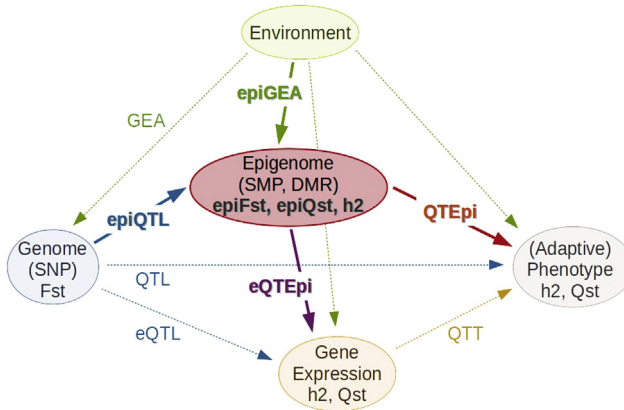 Environment
epiGEA
GEA
Epigenome
(SMP, DMR)
epiFst, epiQst, h2
epiQTL
QTEpi
Genome
(SNP)
Fst
(Adaptive)
Phenotype
h2, Qst
QTL
eQTEpi
eQTL
QTT
Gene
Expression
h2, Qst